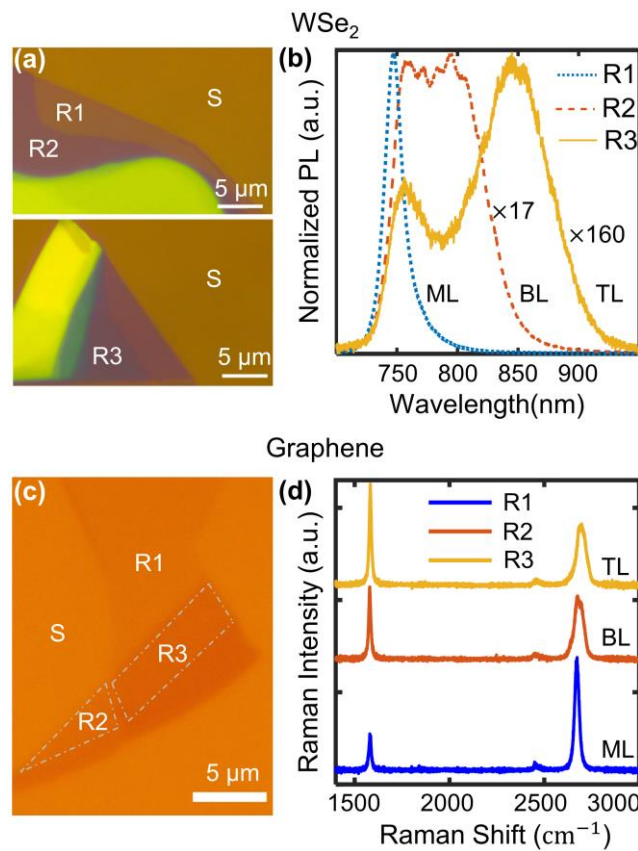 WSe₂
(a)
R1
S
R2
5 µm
S
R3
5 µm
(b)
R1
R2
R3
×17
×160
ML
BL
TL
Normalized PL (a.u.)
750
800
850
900
Wavelength(nm)
Graphene
(c)
R1
S
R3
R2
5 µm
(d)
R1
R2
R3
TL
BL
ML
Raman Intensity (a.u.)
1500
2000
2500
3000
Raman Shift (cm⁻¹)